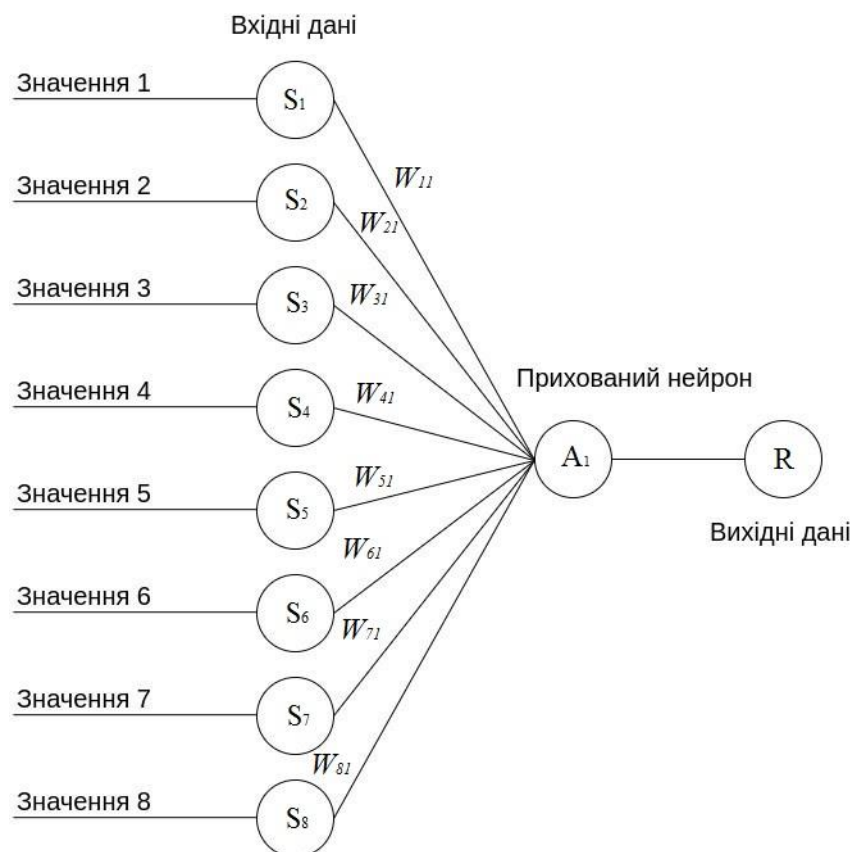 Вхідні дані
Значення 1
S1
W11
Значення 2
S2
W21
Значення 3
S3
W31
Прихований нейрон
Значення 4
S4
W41
A1
R
Значення 5
S5
W51
Вихідні дані
Значення 6
S6
W61
Значення 7
S7
W71
Значення 8
S8
W81